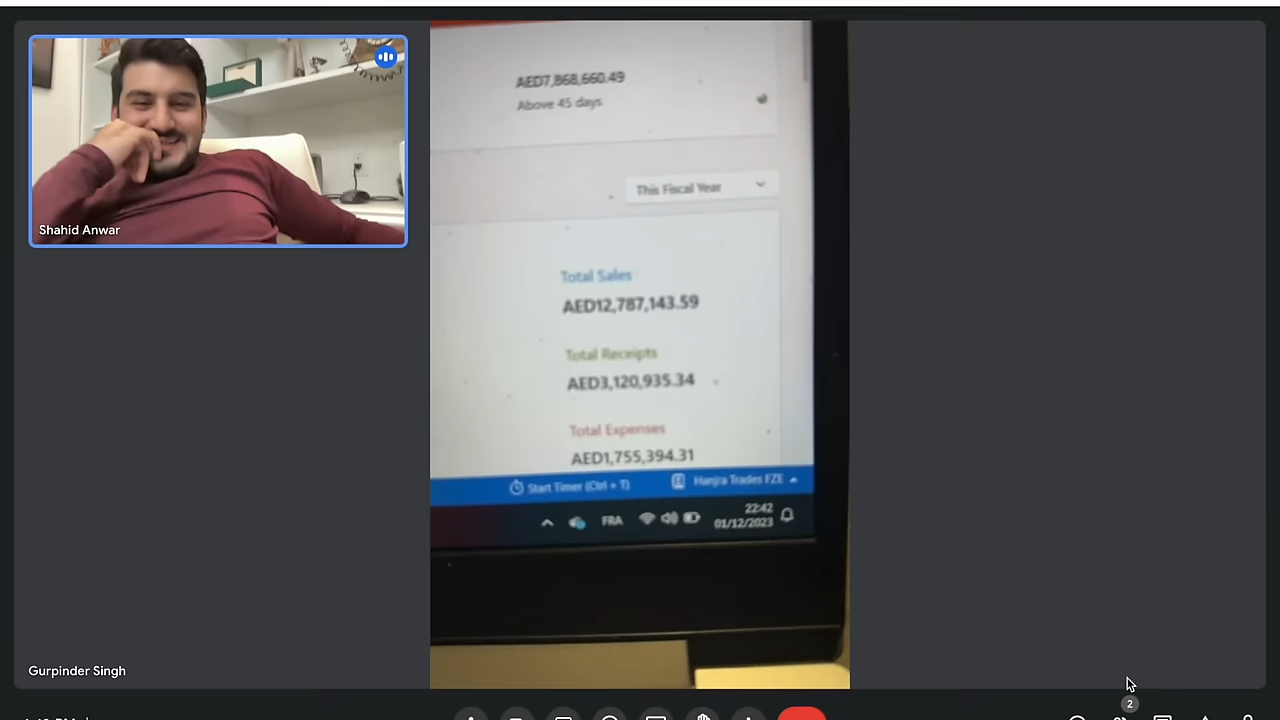 Shahid Anwar
AED7,868,660.49
Above 45 days
This Fiscal Year
Total Sales
AED12,787,143.59
Total Receipts
AED3,120,935.34
Total Expenses
AED1,755,394.31
Start Timer (Ctrl + T)
Hanjra Trades FZE
FRA
22:42
01/12/2023
Gurpinder Singh
2